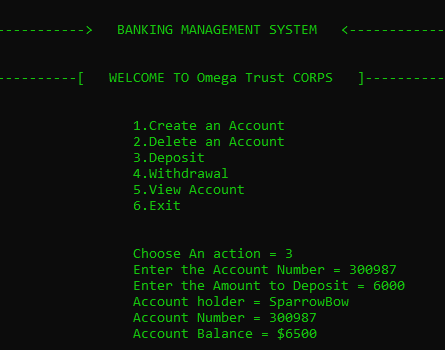 -----------> BANKING MANAGEMENT SYSTEM <------------
----------[ WELCOME TO Omega Trust CORPS ]----------
1.Create an Account
2.Delete an Account
3.Deposit
4.Withdrawal
5.View Account
6.Exit
Choose An action = 3
Enter the Account Number = 300987
Enter the Amount to Deposit = 6000
Account holder = SparrowBow
Account Number = 300987
Account Balance = $6500